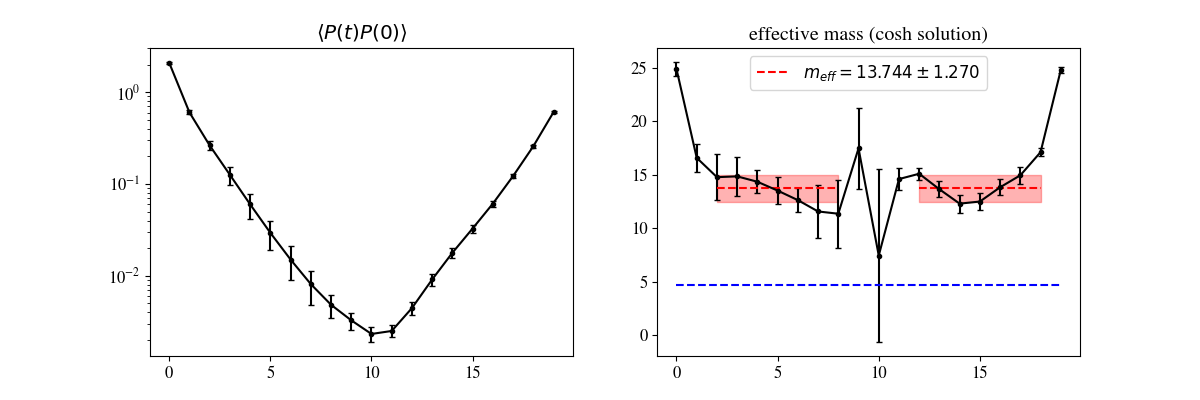 ⟨P(t)P(0)⟩
10⁰
10⁻¹
10⁻²
0 5 10 15
effective mass (cosh solution)
m_eff = 13.744 ± 1.270
25
20
15
10
5
0
0 5 10 15